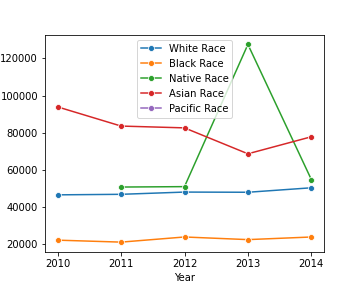 White Race
Black Race
Native Race
Asian Race
Pacific Race
120000
100000
80000
60000
40000
20000
2010 2011 2012 2013 2014
Year